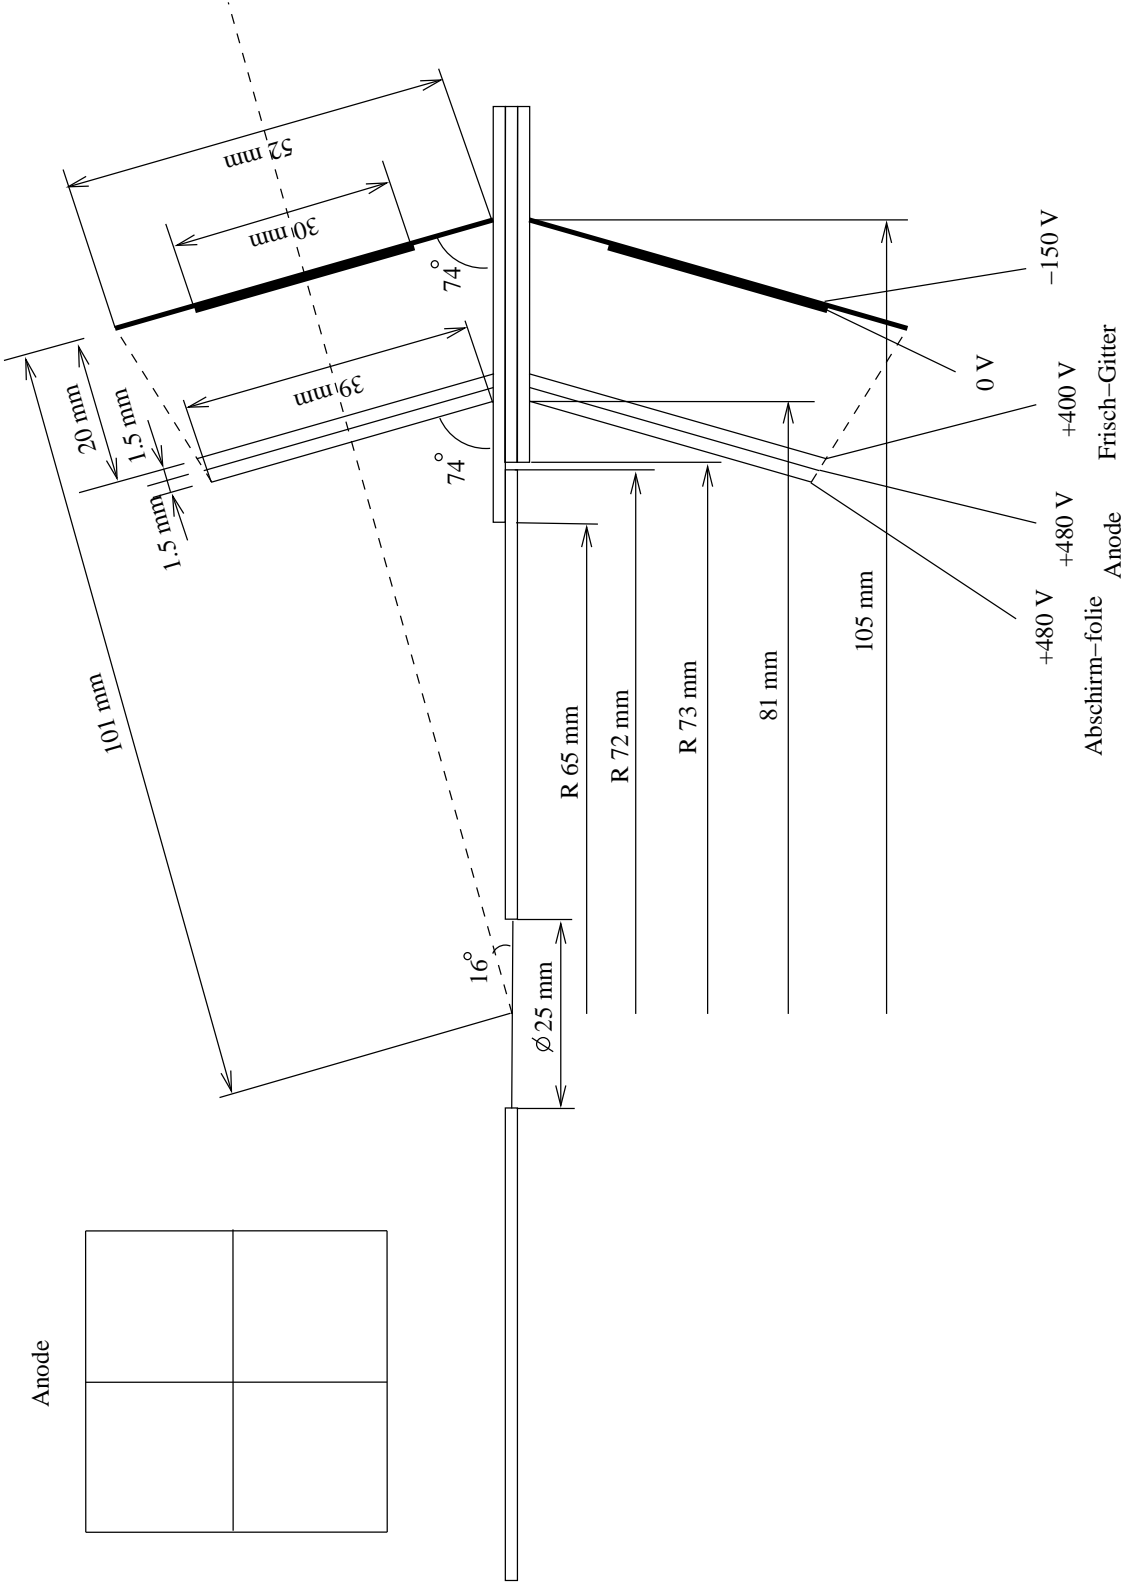 Anode
101 mm
20 mm
1.5 mm
1.5 mm
39 mm
30 mm
52 mm
74°
74°
16°
Ø 25 mm
R 65 mm
R 72 mm
R 73 mm
81 mm
105 mm
+480 V
Abschirm–folie
+480 V
Anode
+400 V
Frisch–Gitter
0 V
−150 V